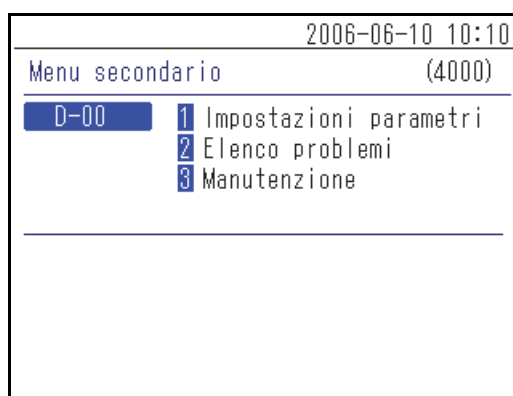 2006-06-10 10:10
Menu secondario (4000)
D-00 1 Impostazioni parametri
2 Elenco problemi
3 Manutenzione